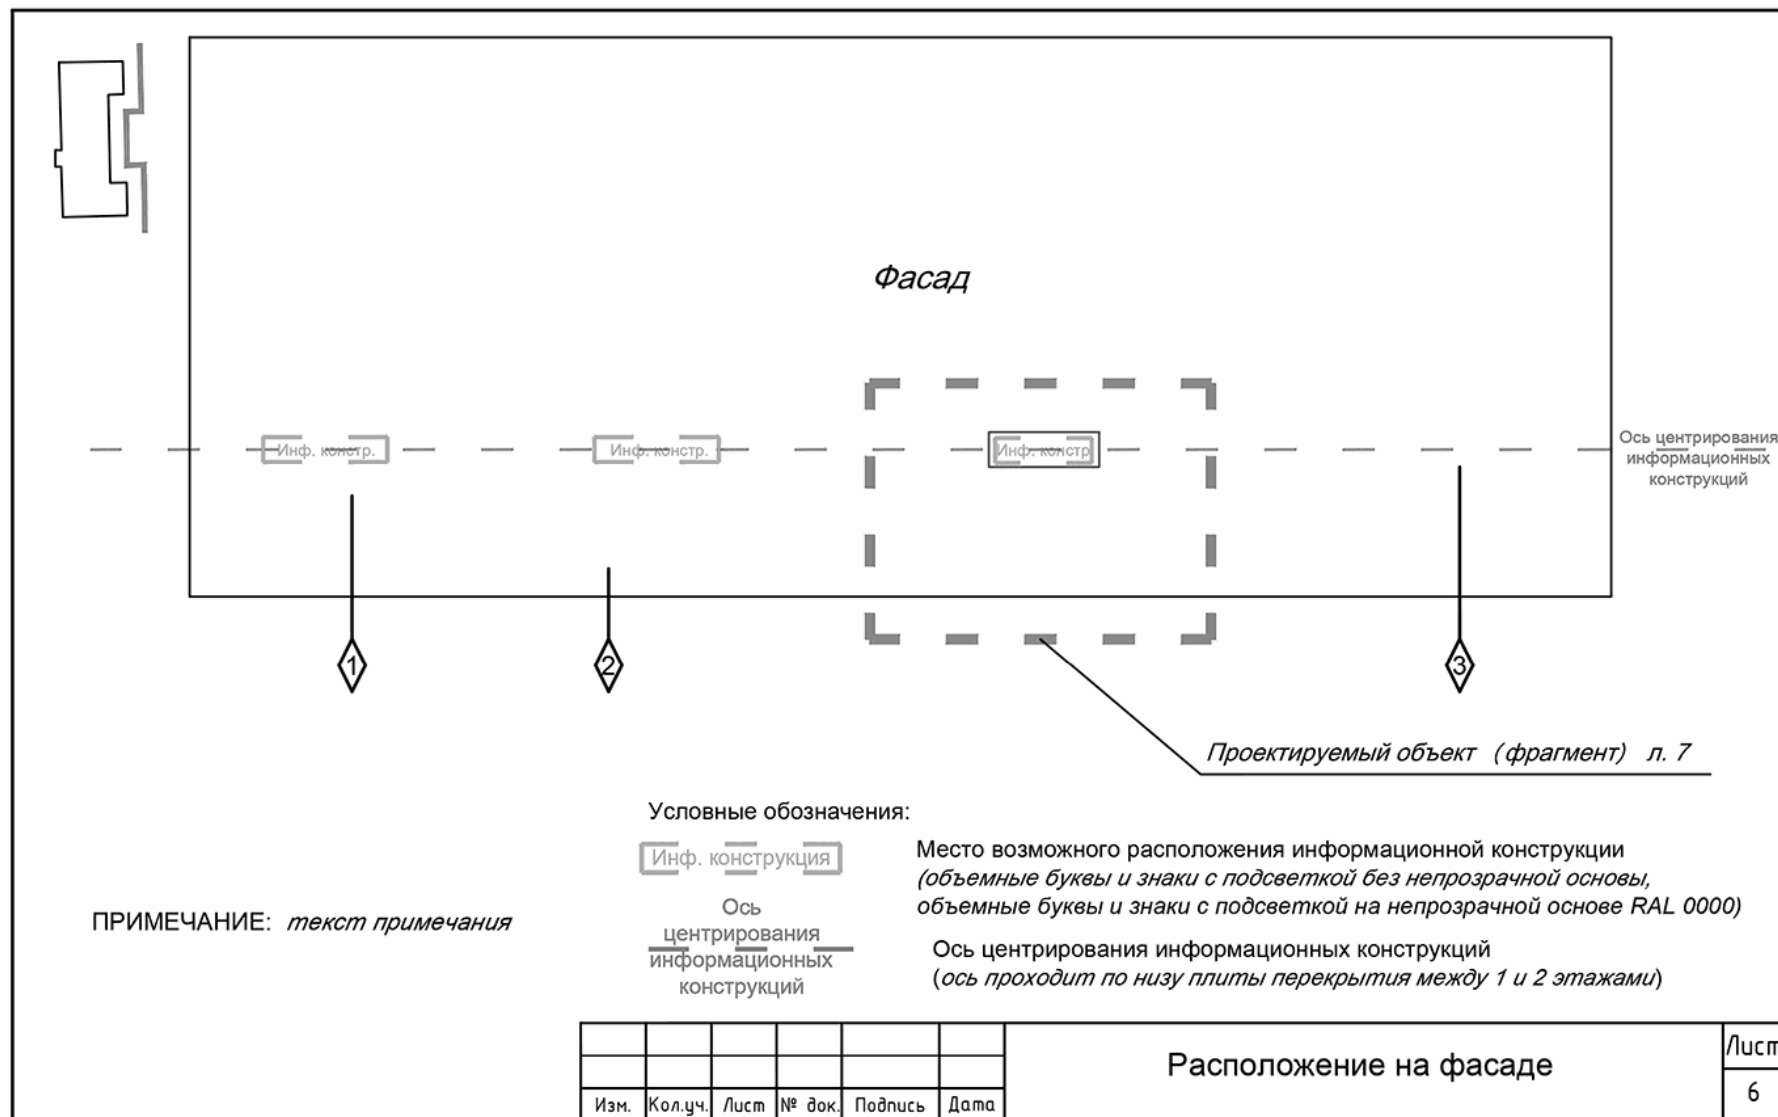 Фасад
Инф. констр.
Инф. констр.
Инф. констр
Ось центрирования
информационных
конструкций
1
2
3
Проектируемый объект (фрагмент) л. 7
Условные обозначения:
Инф. конструкция
Место возможного расположения информационной конструкции
(объемные буквы и знаки с подсветкой без непрозрачной основы,
объемные буквы и знаки с подсветкой на непрозрачной основе RAL 0000)
ПРИМЕЧАНИЕ: текст примечания
Ось
центрирования
информационных
конструкций
Ось центрирования информационных конструкций
(ось проходит по низу плиты перекрытия между 1 и 2 этажами)
Изм. Кол.уч. Лист № док. Подпись Дата
Расположение на фасаде
Лист
6